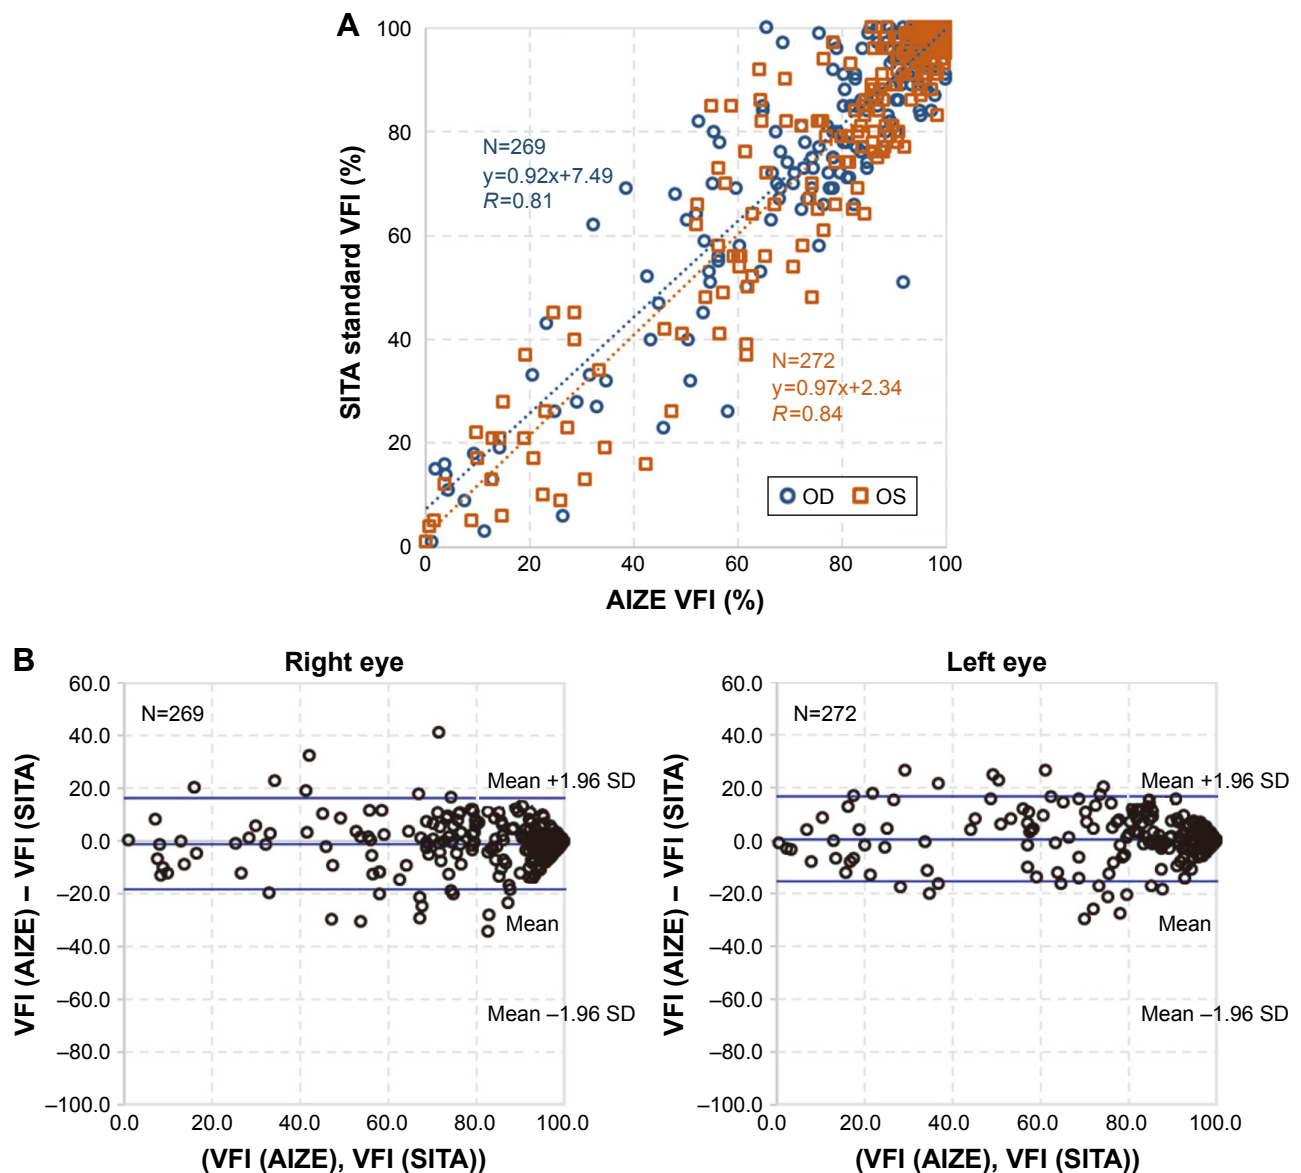 A
SITA standard VFI (%)
100
80
60
40
20
0
N=269
y=0.92x+7.49
R=0.81
N=272
y=0.97x+2.34
R=0.84
OD OS
0 20 40 60 80 100
AIZE VFI (%)
B
Right eye
VFI (AIZE) – VFI (SITA)
60.0
40.0
20.0
0.0
–20.0
–40.0
–60.0
–80.0
–100.0
N=269
Mean +1.96 SD
Mean
Mean –1.96 SD
0.0 20.0 40.0 60.0 80.0 100.0
(VFI (AIZE), VFI (SITA))
Left eye
VFI (AIZE) – VFI (SITA)
60.0
40.0
20.0
0.0
–20.0
–40.0
–60.0
–80.0
–100.0
N=272
Mean +1.96 SD
Mean
Mean –1.96 SD
0.0 20.0 40.0 60.0 80.0 100.0
(VFI (AIZE), VFI (SITA))